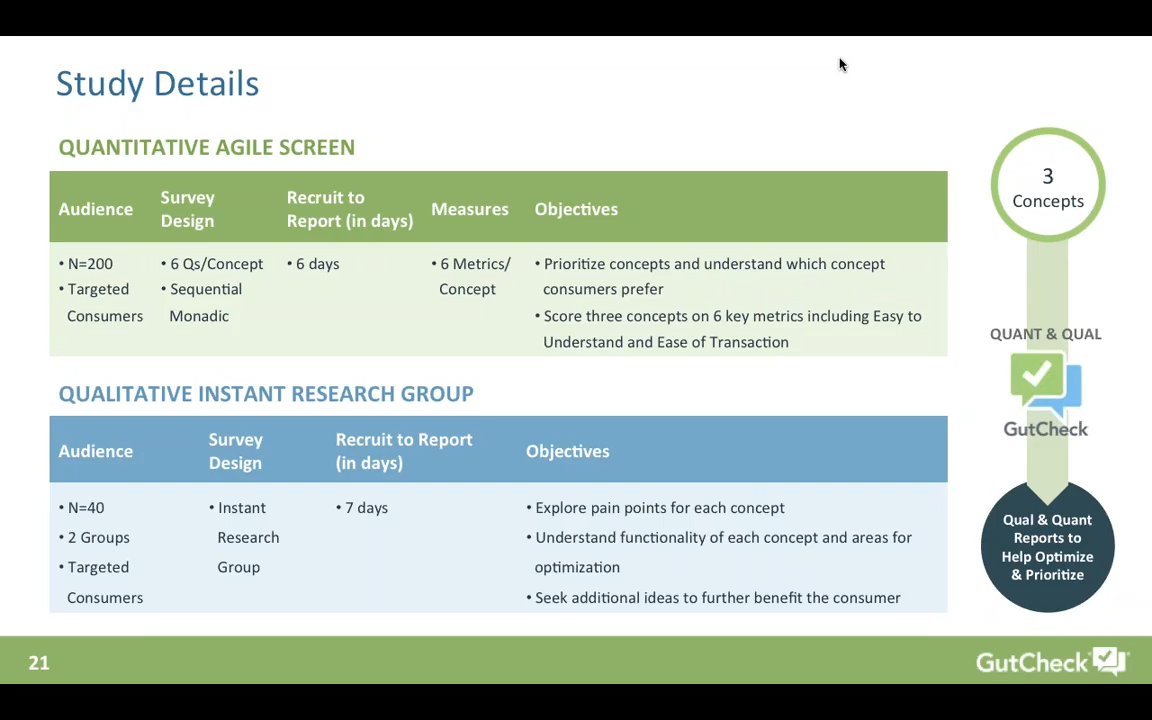 Study Details
QUANTITATIVE AGILE SCREEN
Audience
Survey
Design
Recruit to
Report (in days)
Measures
Objectives
• N=200
• Targeted
Consumers
• 6 Qs/Concept
• Sequential
Monadic
• 6 days
• 6 Metrics/
Concept
• Prioritize concepts and understand which concept
consumers prefer
• Score three concepts on 6 key metrics including Easy to
Understand and Ease of Transaction
QUALITATIVE INSTANT RESEARCH GROUP
Audience
Survey
Design
Recruit to Report
(in days)
Objectives
• N=40
• 2 Groups
• Targeted
Consumers
• Instant
Research
Group
• 7 days
• Explore pain points for each concept
• Understand functionality of each concept and areas for
optimization
• Seek additional ideas to further benefit the consumer
3
Concepts
QUANT & QUAL
GutCheck
Qual & Quant
Reports to
Help Optimize
& Prioritize
21
GutCheck